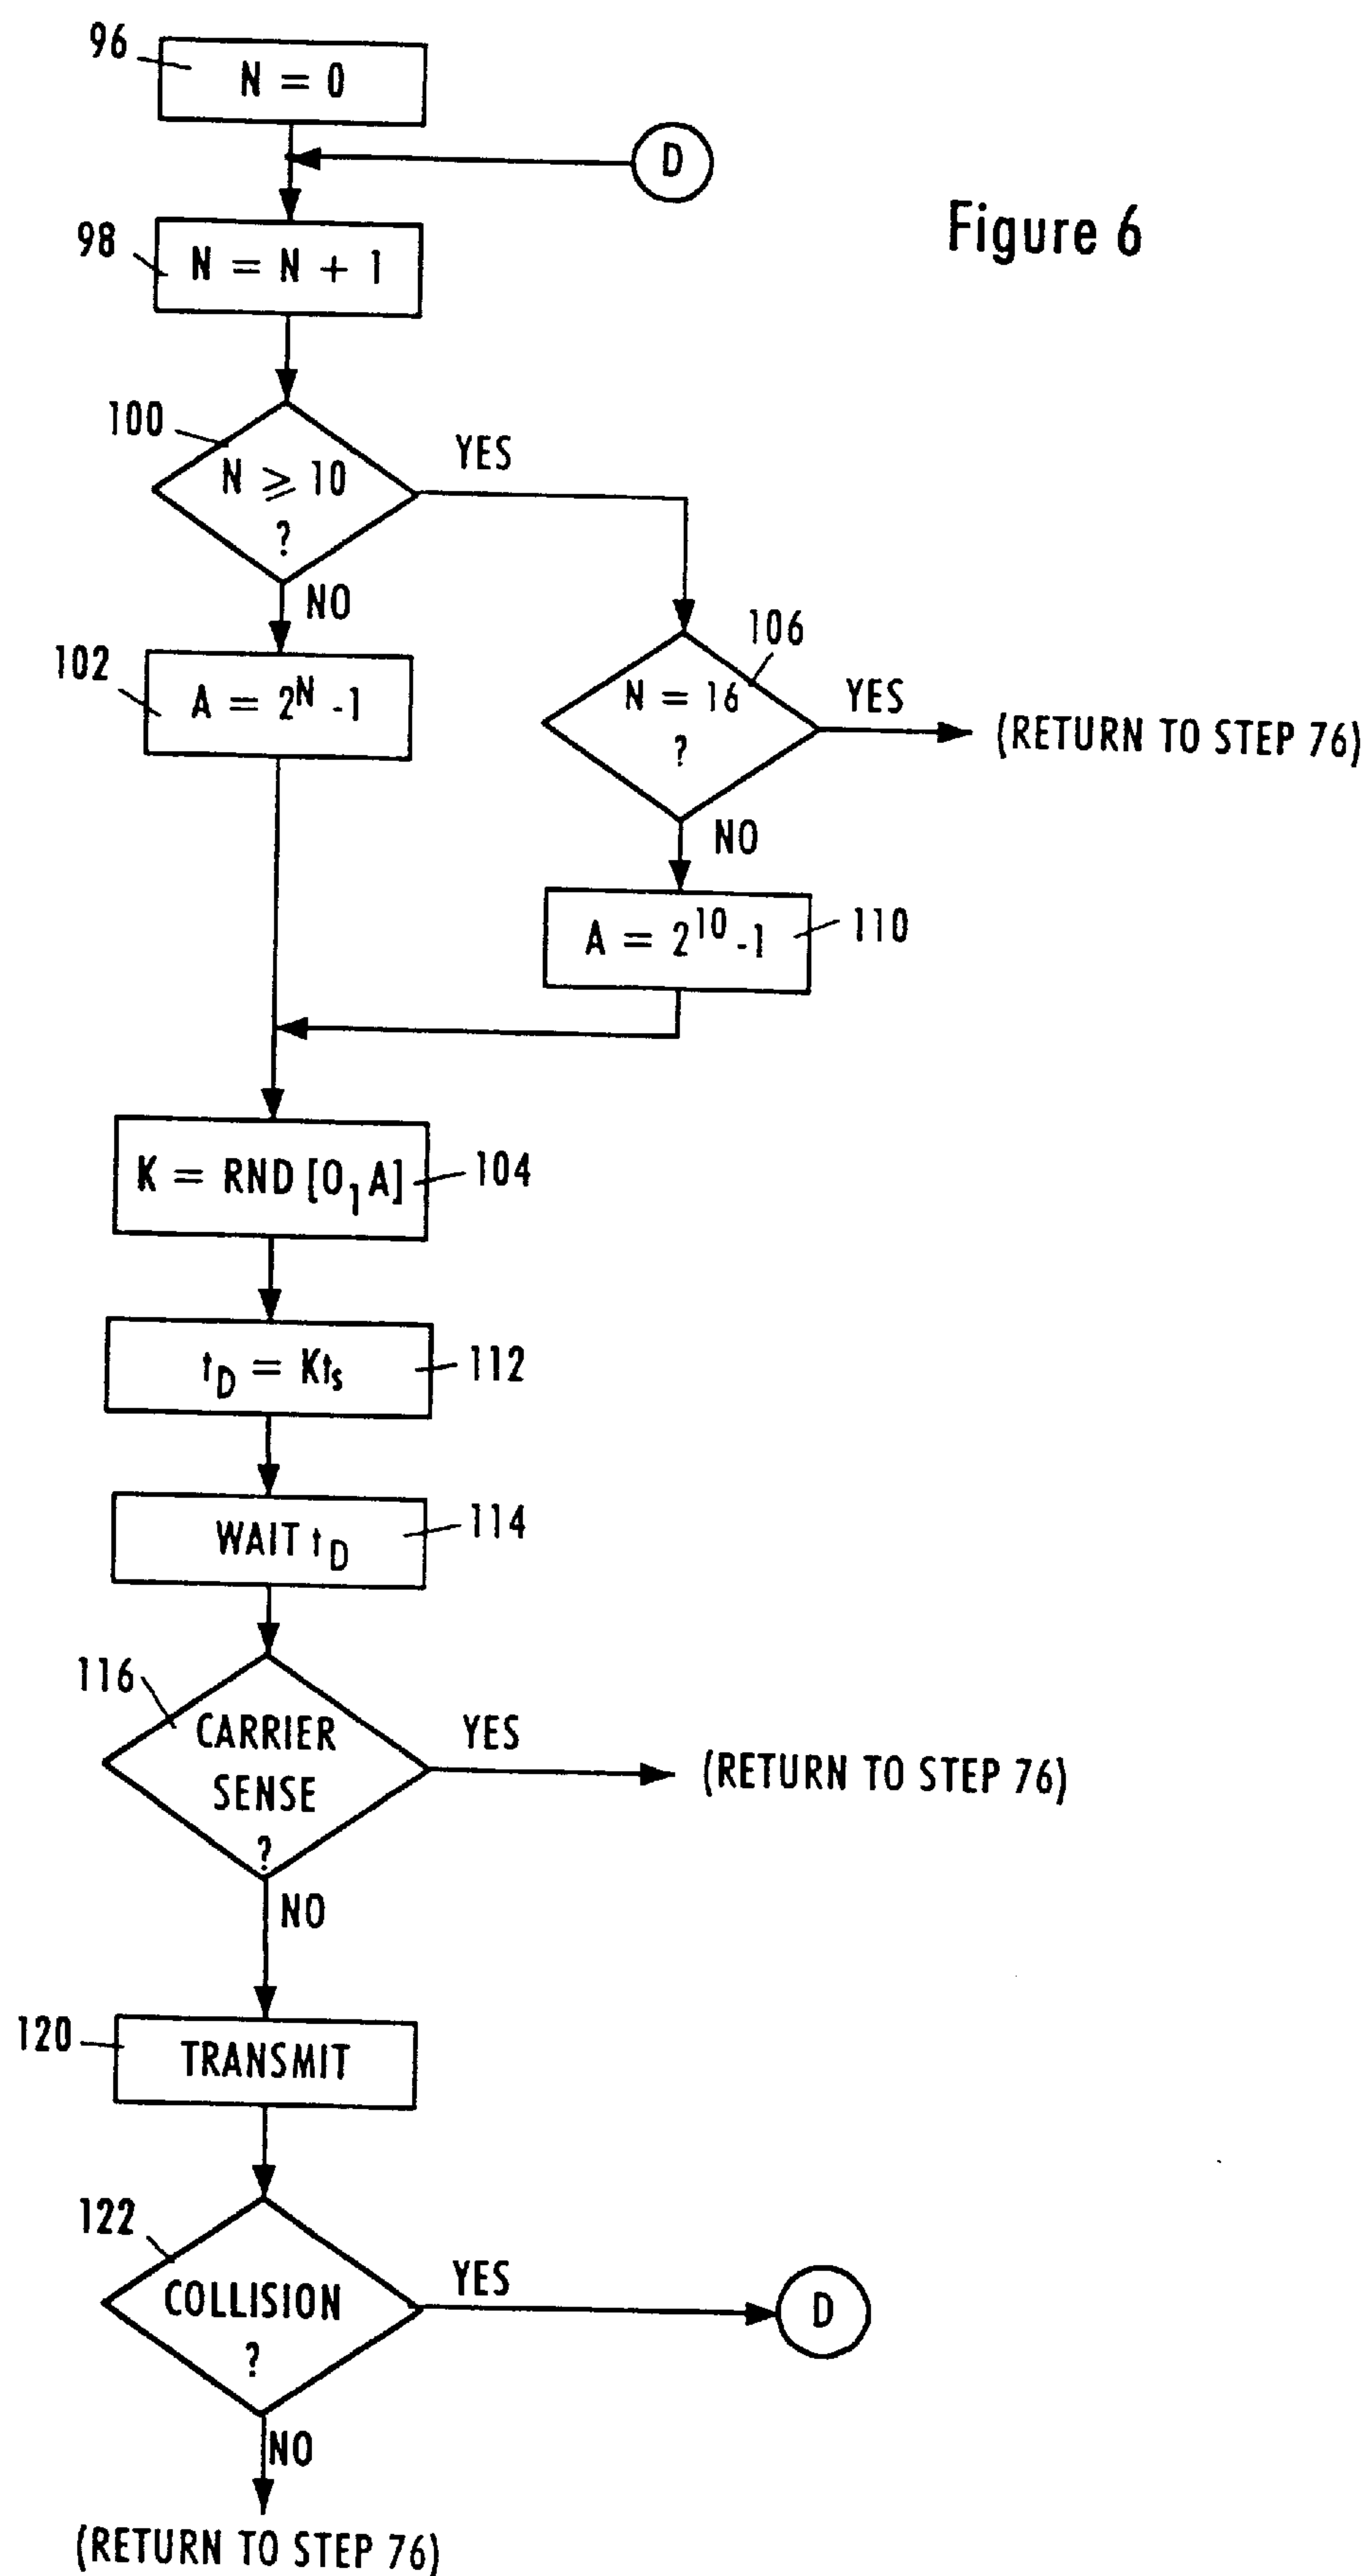 96
N = 0
D
Figure 6
98
N = N + 1
100
N ≥ 10
?
YES
NO
102
A = 2^N -1
106
N = 16
?
YES
(RETURN TO STEP 76)
NO
A = 2^10 -1
110
K = RND [0, A]
104
t_D = Kt_s
112
WAIT t_D
114
116
CARRIER
SENSE
?
YES
(RETURN TO STEP 76)
NO
120
TRANSMIT
122
COLLISION
?
YES
D
NO
(RETURN TO STEP 76)